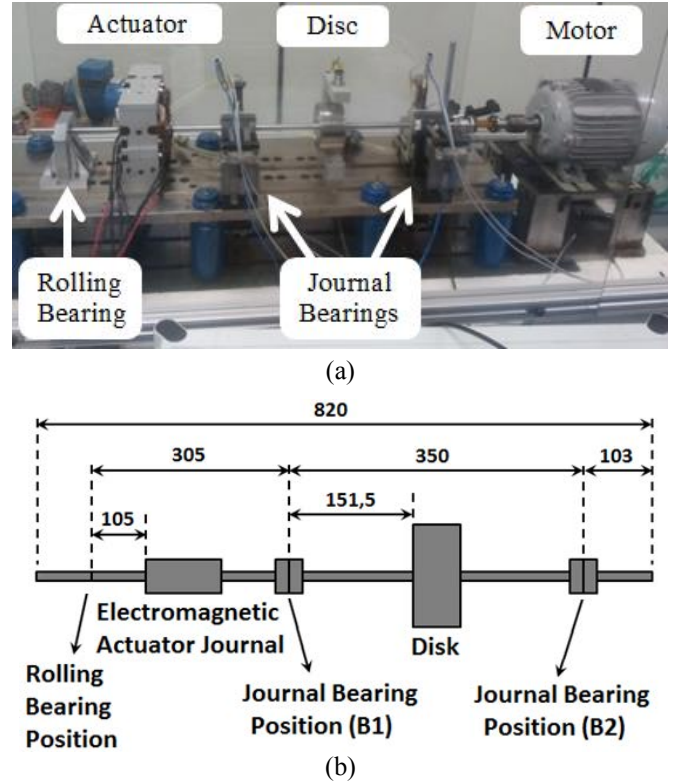 Actuator
Disc
Motor
Rolling
Bearing
Journal
Bearings
(a)
820
305
350
103
105
151,5
Electromagnetic
Actuator Journal
Disk
Rolling
Bearing
Position
Journal Bearing
Position (B1)
Journal Bearing
Position (B2)
(b)